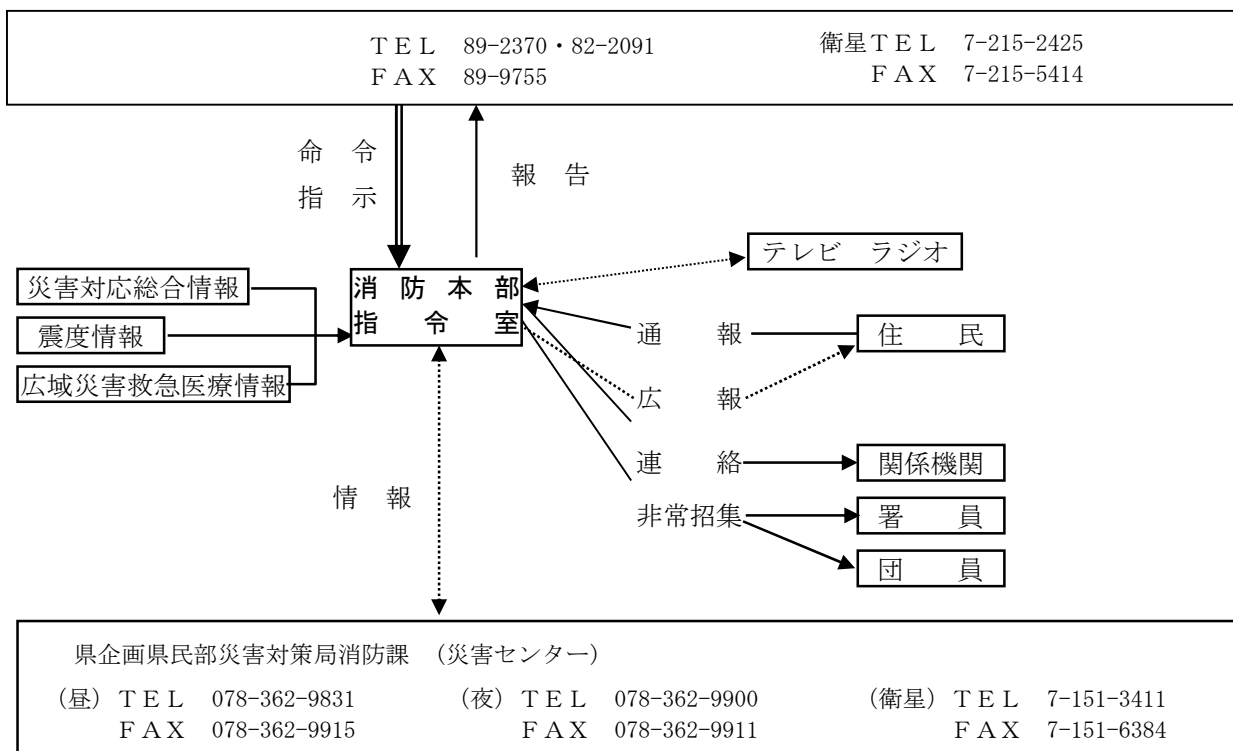 ＴＥＬ　89-2370・82-2091　　衛星ＴＥＬ　7-215-2425
ＦＡＸ　89-9755　　ＦＡＸ　7-215-5414
命　令
指　示
報　告
テレビ　ラジオ
災害対応総合情報
消 防 本 部
指　令　室
震度情報
通　報
住　民
広域災害救急医療情報
広　報
連　絡
関係機関
情　報
非常招集
署　員
団　員
県企画県民部災害対策局消防課　（災害センター）
（昼）ＴＥＬ　078-362-9831　　（夜）ＴＥＬ　078-362-9900　　（衛星）ＴＥＬ　7-151-3411
ＦＡＸ　078-362-9915　　ＦＡＸ　078-362-9911　　ＦＡＸ　7-151-6384